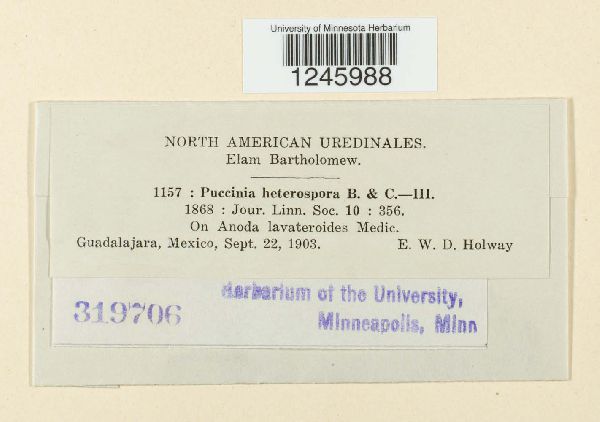 University of Minnesota Herbarium
1245988
NORTH AMERICAN UREDINALES.
Elam Bartholomew.
1157 : Puccinia heterospora B. & C.—III.
1868 : Jour. Linn. Soc. 10 : 356.
On Anoda lavateroides Medic.
Guadalajara, Mexico, Sept. 22, 1903. E. W. D. Holway
319706 Herbarium of the University,
Minneapolis, Minn